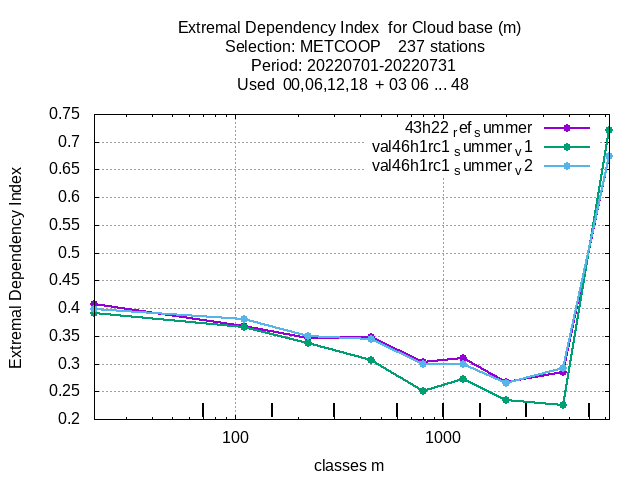 Extremal Dependency Index  for Cloud base (m)
Selection: METCOOP    237 stations
Period: 20220701-20220731
Used  00,06,12,18  + 03 06 ... 48
43h22 ref summer
val46h1rc1 summer v1
val46h1rc1 summer v2
0.75
0.7
0.65
0.6
0.55
0.5
0.45
0.4
0.35
0.3
0.25
0.2
Extremal Dependency Index
100
1000
classes m